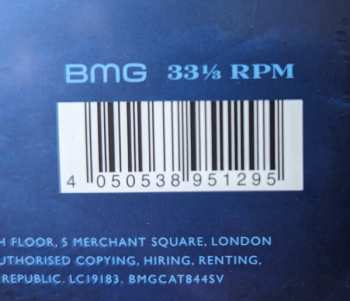 BMG 33⅓ RPM
4 050538 951295
H FLOOR, 5 MERCHANT SQUARE, LONDON
UTHORISED COPYING, HIRING, RENTING,
REPUBLIC. LC19183. BMGCAT844SV